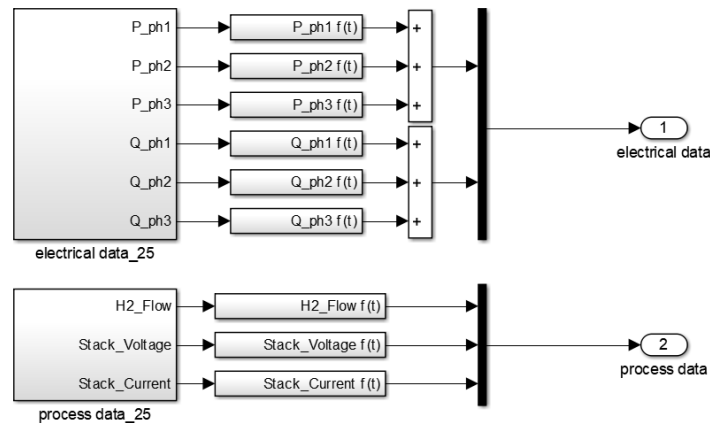 P_ph1 P_ph1 f(t) +
P_ph2 P_ph2 f(t) +
P_ph3 P_ph3 f(t) +
Q_ph1 Q_ph1 f(t) +
Q_ph2 Q_ph2 f(t) +
Q_ph3 Q_ph3 f(t) +
electrical data_25
1
electrical data
H2_Flow H2_Flow f(t)
Stack_Voltage Stack_Voltage f(t)
Stack_Current Stack_Current f(t)
process data_25
2
process data